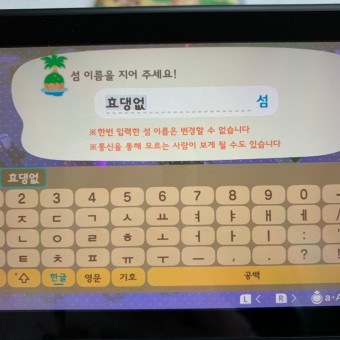 섬 이름을 지어 주세요!
효댕없 섬
※한번 입력한 섬 이름은 변경할 수 없습니다
※통신을 통해 모르는 사람이 보게 될 수도 있습니다
효댕없
2 3 4 5 6 7 8 9 0 -
ㅈ ㄷ ㄱ ㅅ ㅛ ㅕ ㅑ ㅐ ㅔ /
ㄴ ㅇ ㄹ ㅎ ㅗ ㅓ ㅏ ㅣ :
ㅌ ㅊ ㅍ ㅠ ㅜ ㅡ , . ? !
한글 영문 기호 공백
L < R > a·A